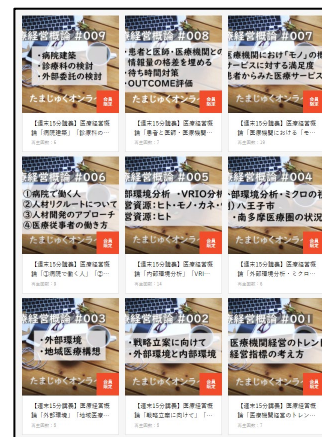 療経営概論 #009
・病院建築
・診療科の検討
・外部委託の検討
たまじゅくオンライ
会員
限定
【週末15分講義】医療経営概
論「病院建築」「診療科の…
療経営概論 #008
・患者と医師・医療機関との
情報量の格差を埋める
・待ち時間対策
・OUTCOME評価
たまじゅくオンライ
会員
限定
【週末15分講義】医療経営概
論「患者と医師・医療機関…
療経営概論 #007
医療機関における「モノ」の
サービスに対する満足度
患者からみた医療サービス
たまじゅくオンラ
会員
限定
【週末15分講義】医療経営概
論「医療機関における「モ…
療経営概論 #006
①病院で働く人
②人材リクルートについて
③人材開発のアプローチ
④医療従事者の働き方
たまじゅくオンライ
会員
限定
【週末15分講義】医療経営概
論「①病院で働く人」「②…
療経営概論 #005
部環境分析 ・VRIO分析
営資源:ヒト・モノ・カネ・
営資源:ヒト
たまじゅくオンライ
会員
限定
【週末15分講義】医療経営概
論「内部環境分析」「VRI…
療経営概論 #004
部環境分析・ミクロの視
)八王子市
・南多摩医療圏の状況
たまじゅくオンラ
会員
限定
【週末15分講義】医療経営概
論「外部環境分析・ミクロ…
療経営概論 #003
・外部環境
・地域医療構想
たまじゅくオンライ
会員
限定
【週末15分講義】医療経営概
論「外部環境」「地域医療…
療経営概論 #002
・戦略立案に向けて
・外部環境と内部環境
たまじゅくオンライ
会員
限定
【週末15分講義】医療経営概
論「戦略立案に向けて」「…
療経営概論 #001
医療機関経営のトレンド
経営指標の考え方
たまじゅくオンラ
会員
限定
【週末15分講義】医療経営概
論「医療機関経営のトレン…